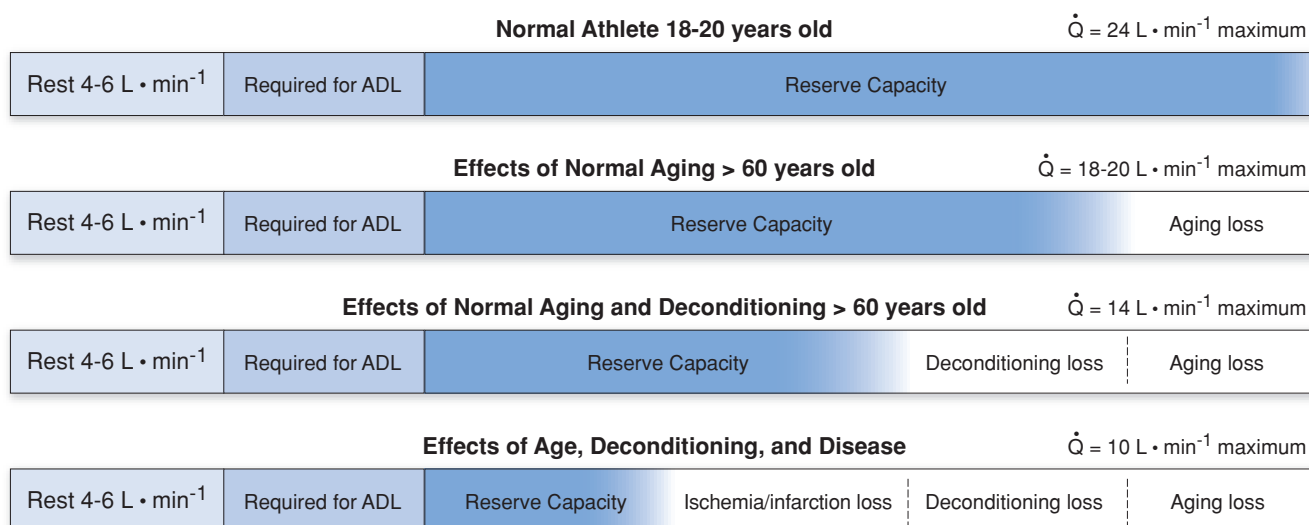 Normal Athlete 18-20 years old Q̇ = 24 L • min⁻¹ maximum
Rest 4-6 L • min⁻¹ Required for ADL Reserve Capacity
Effects of Normal Aging > 60 years old Q̇ = 18-20 L • min⁻¹ maximum
Rest 4-6 L • min⁻¹ Required for ADL Reserve Capacity Aging loss
Effects of Normal Aging and Deconditioning > 60 years old Q̇ = 14 L • min⁻¹ maximum
Rest 4-6 L • min⁻¹ Required for ADL Reserve Capacity Deconditioning loss Aging loss
Effects of Age, Deconditioning, and Disease Q̇ = 10 L • min⁻¹ maximum
Rest 4-6 L • min⁻¹ Required for ADL Reserve Capacity Ischemia/infarction loss Deconditioning loss Aging loss